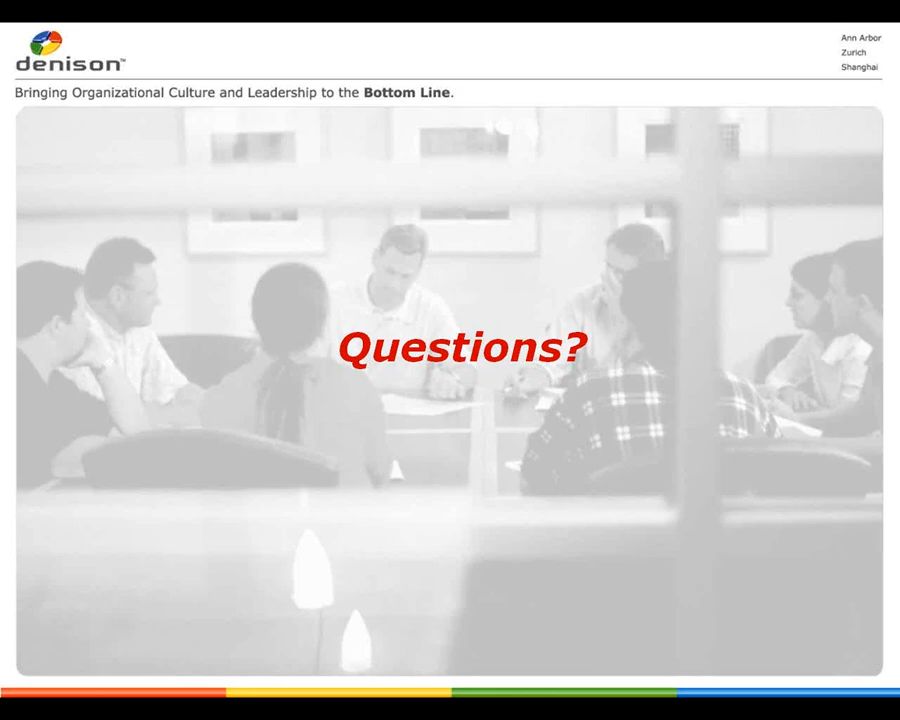 denison™
Ann Arbor
Zurich
Shanghai
Bringing Organizational Culture and Leadership to the Bottom Line.
Questions?